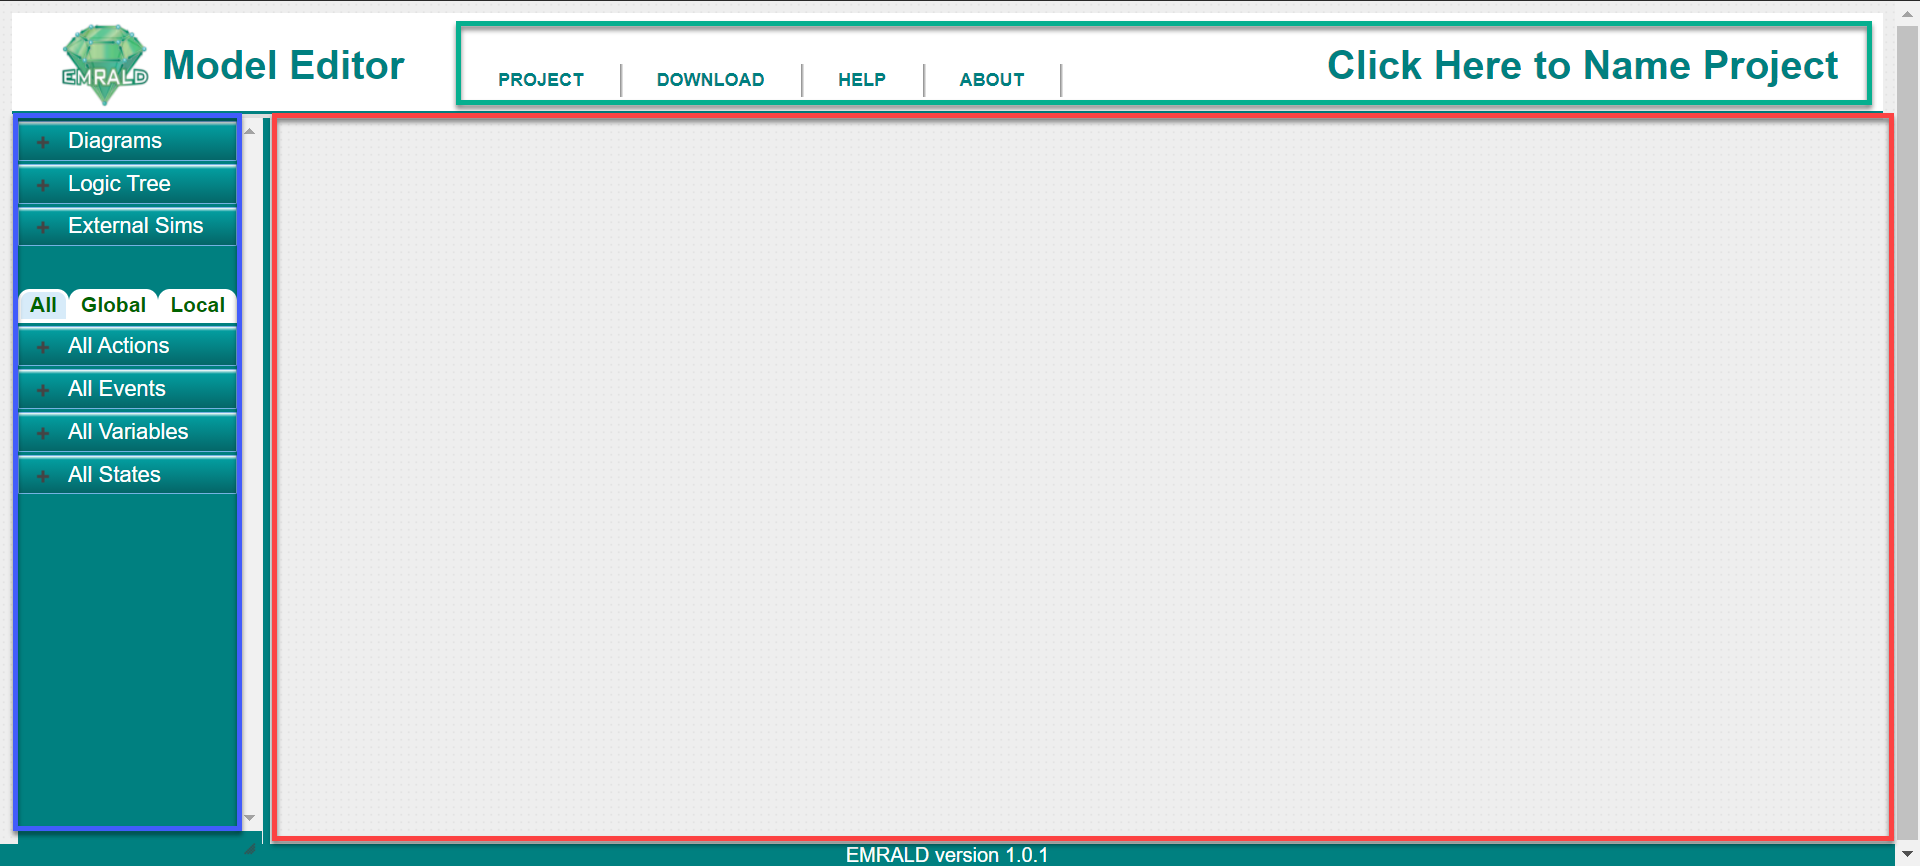 EMRALD
Model Editor
PROJECT
DOWNLOAD
HELP
ABOUT
Click Here to Name Project
Diagrams
Logic Tree
External Sims
All Global Local
All Actions
All Events
All Variables
All States
EMRALD version 1.0.1